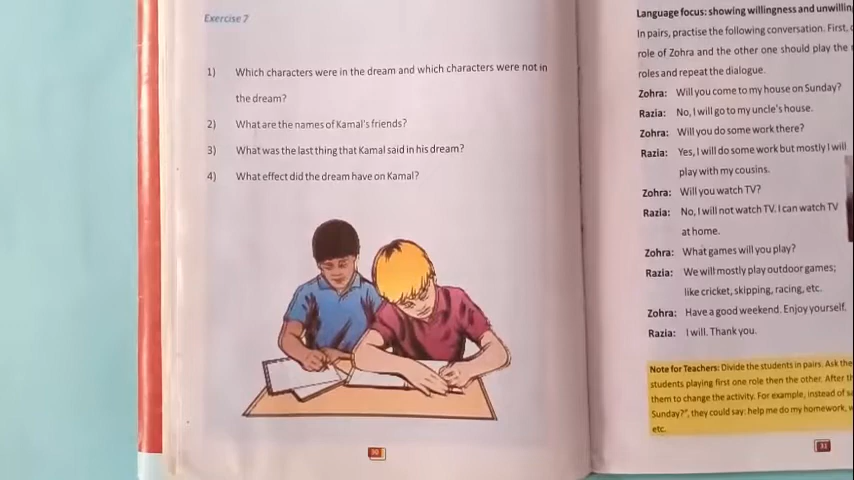 Exercise 7
1) Which characters were in the dream and which characters were not in
the dream?
2) What are the names of Kamal's friends?
3) What was the last thing that Kamal said in his dream?
4) What effect did the dream have on Kamal?
30
Language focus: showing willingness and unwillin
In pairs, practise the following conversation. First,
role of Zohra and the other one should play the
roles and repeat the dialogue.
Zohra: Will you come to my house on Sunday?
Razia: No, I will go to my uncle's house.
Zohra: Will you do some work there?
Razia: Yes, I will do some work but mostly I will
play with my cousins.
Zohra: Will you watch TV?
Razia: No, I will not watch TV. I can watch TV
at home.
Zohra: What games will you play?
Razia: We will mostly play outdoor games;
like cricket, skipping, racing, etc.
Zohra: Have a good weekend. Enjoy yourself.
Razia: I will. Thank you.
Note for Teachers: Divide the students in pairs. Ask the
students playing first one role then the other. After
them to change the activity. For example, instead of
Sunday?", they could say: help me do my homework,
etc.
31